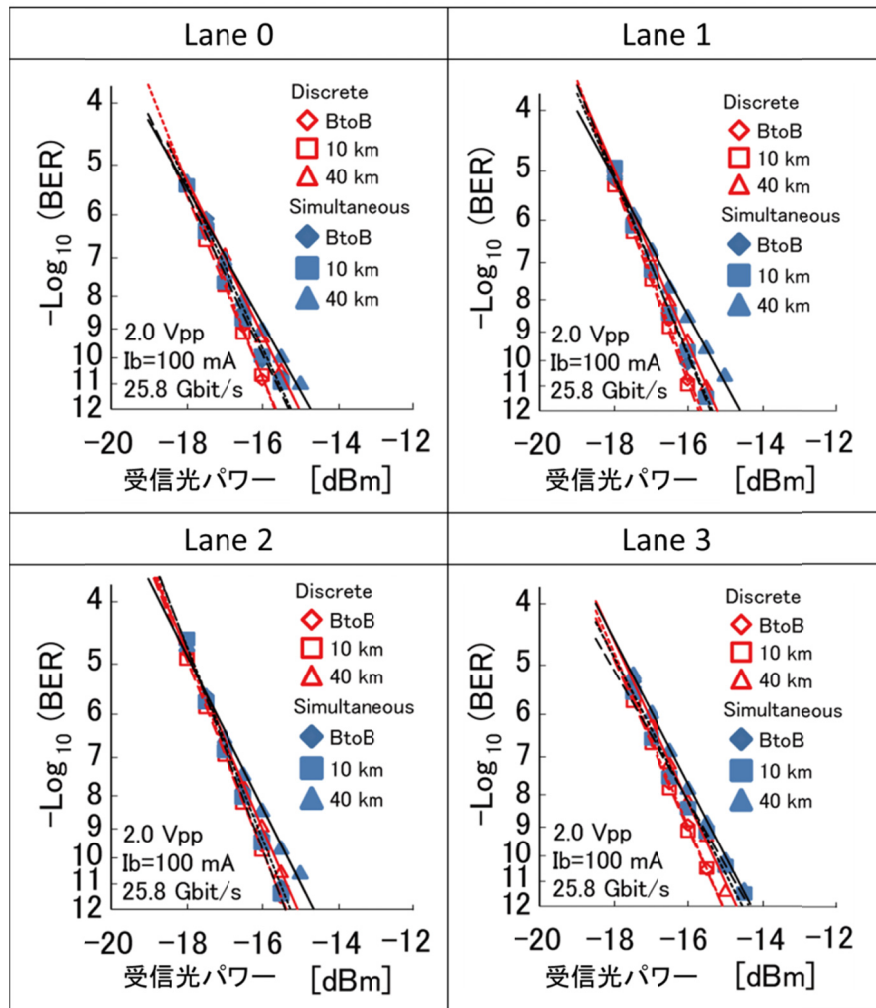 Lane 0
−Log10 (BER)
4
5
6
7
8
9
10
11
12
Discrete
BtoB
10 km
40 km
Simultaneous
BtoB
10 km
40 km
2.0 Vpp
Ib=100 mA
25.8 Gbit/s
−20 −18 −16 −14 −12
受信光パワー [dBm]
Lane 1
−Log10 (BER)
4
5
6
7
8
9
10
11
12
Discrete
BtoB
10 km
40 km
Simultaneous
BtoB
10 km
40 km
2.0 Vpp
Ib=100 mA
25.8 Gbit/s
−20 −18 −16 −14 −12
受信光パワー [dBm]
Lane 2
−Log10 (BER)
4
5
6
7
8
9
10
11
12
Discrete
BtoB
10 km
40 km
Simultaneous
BtoB
10 km
40 km
2.0 Vpp
Ib=100 mA
25.8 Gbit/s
−20 −18 −16 −14 −12
受信光パワー [dBm]
Lane 3
−Log10 (BER)
4
5
6
7
8
9
10
11
12
Discrete
BtoB
10 km
40 km
Simultaneous
BtoB
10 km
40 km
2.0 Vpp
Ib=100 mA
25.8 Gbit/s
−20 −18 −16 −14 −12
受信光パワー [dBm]